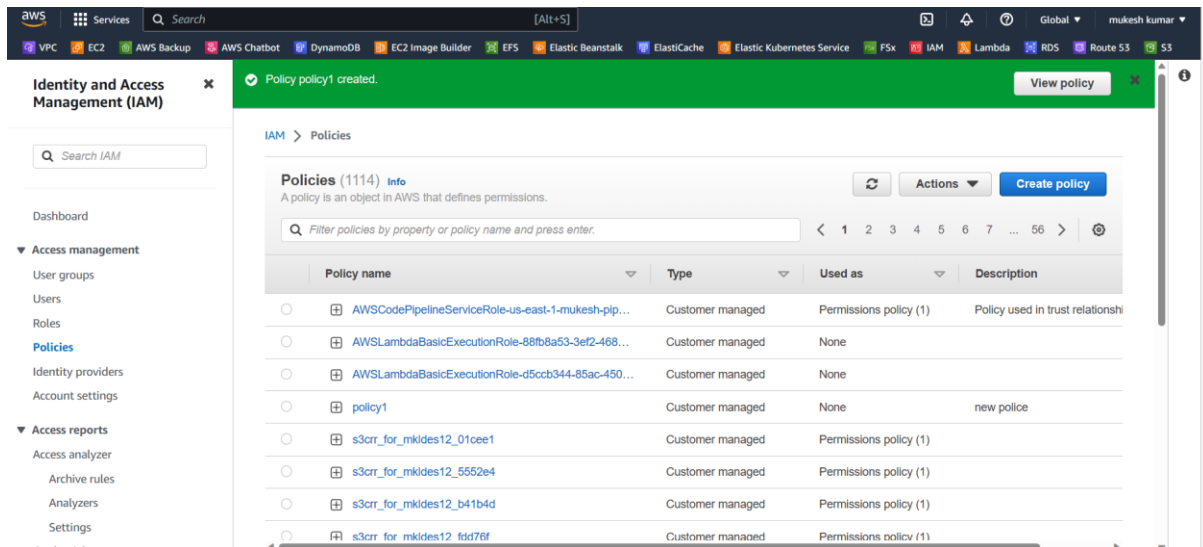 aws Services Search [Alt+S] Global mukesh kumar
VPC EC2 AWS Backup AWS Chatbot DynamoDB EC2 Image Builder EFS Elastic Beanstalk ElastiCache Elastic Kubernetes Service FSx IAM Lambda RDS Route 53 S3
Identity and Access
Management (IAM)
Search IAM
Dashboard
Access management
User groups
Users
Roles
Policies
Identity providers
Account settings
Access reports
Access analyzer
Archive rules
Analyzers
Settings
Policy policy1 created. View policy
IAM > Policies
Policies (1114) Info
A policy is an object in AWS that defines permissions.
Actions Create policy
Filter policies by property or policy name and press enter. < 1 2 3 4 5 6 7 ... 56 >
Policy name Type Used as Description
AWSCodePipelineServiceRole-us-east-1-mukesh-pip... Customer managed Permissions policy (1) Policy used in trust relationshi
AWSLambdaBasicExecutionRole-88fb8a53-3ef2-468... Customer managed None
AWSLambdaBasicExecutionRole-d5ccb344-85ac-450... Customer managed None
policy1 Customer managed None new police
s3crr_for_mkldes12_01cee1 Customer managed Permissions policy (1)
s3crr_for_mkldes12_5552e4 Customer managed Permissions policy (1)
s3crr_for_mkldes12_b41b4d Customer managed Permissions policy (1)
s3crr_for_mkldes12_fdd76f Customer managed Permissions policy (1)